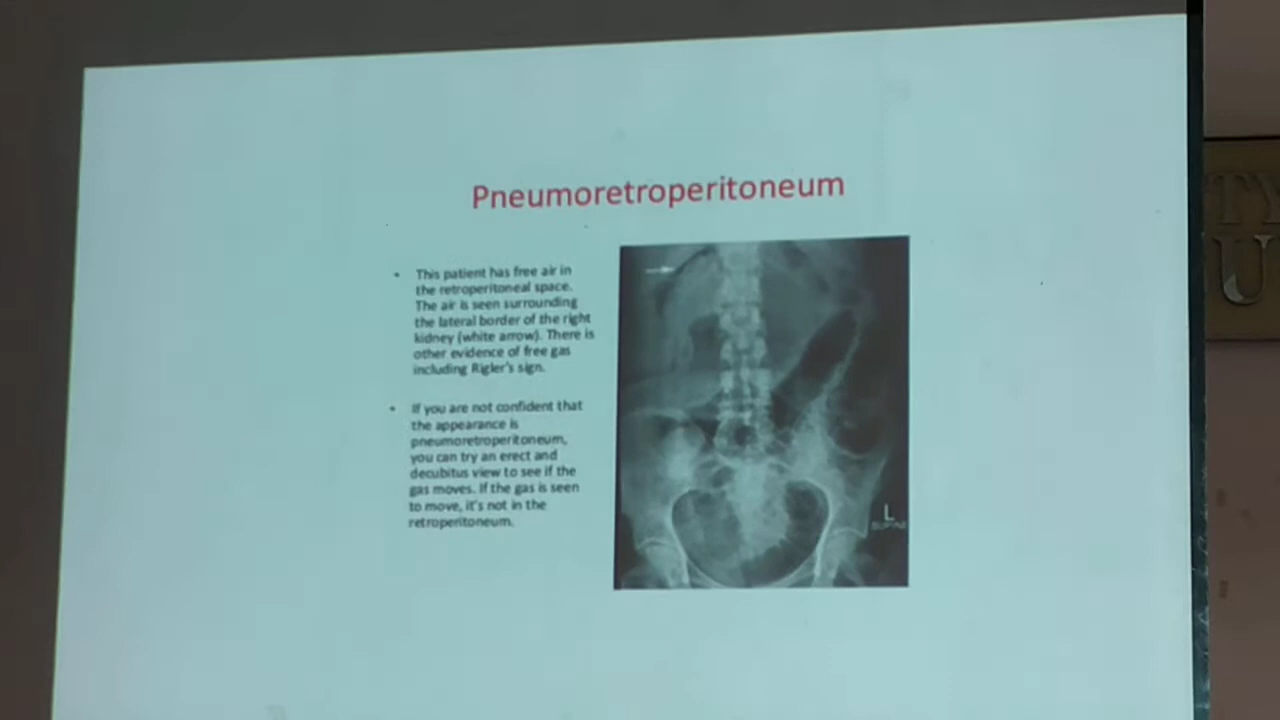 Pneumoretroperitoneum
• This patient has free air in
the retroperitoneal space.
The air is seen surrounding
the lateral border of the right
kidney (white arrow). There is
other evidence of free gas
including Rigler's sign.
• If you are not confident that
the appearance is
pneumoretroperitoneum,
you can try an erect and
decubitus view to see if the
gas moves. If the gas is seen
to move, it's not in the
retroperitoneum.
L
SUPINE
TY
U